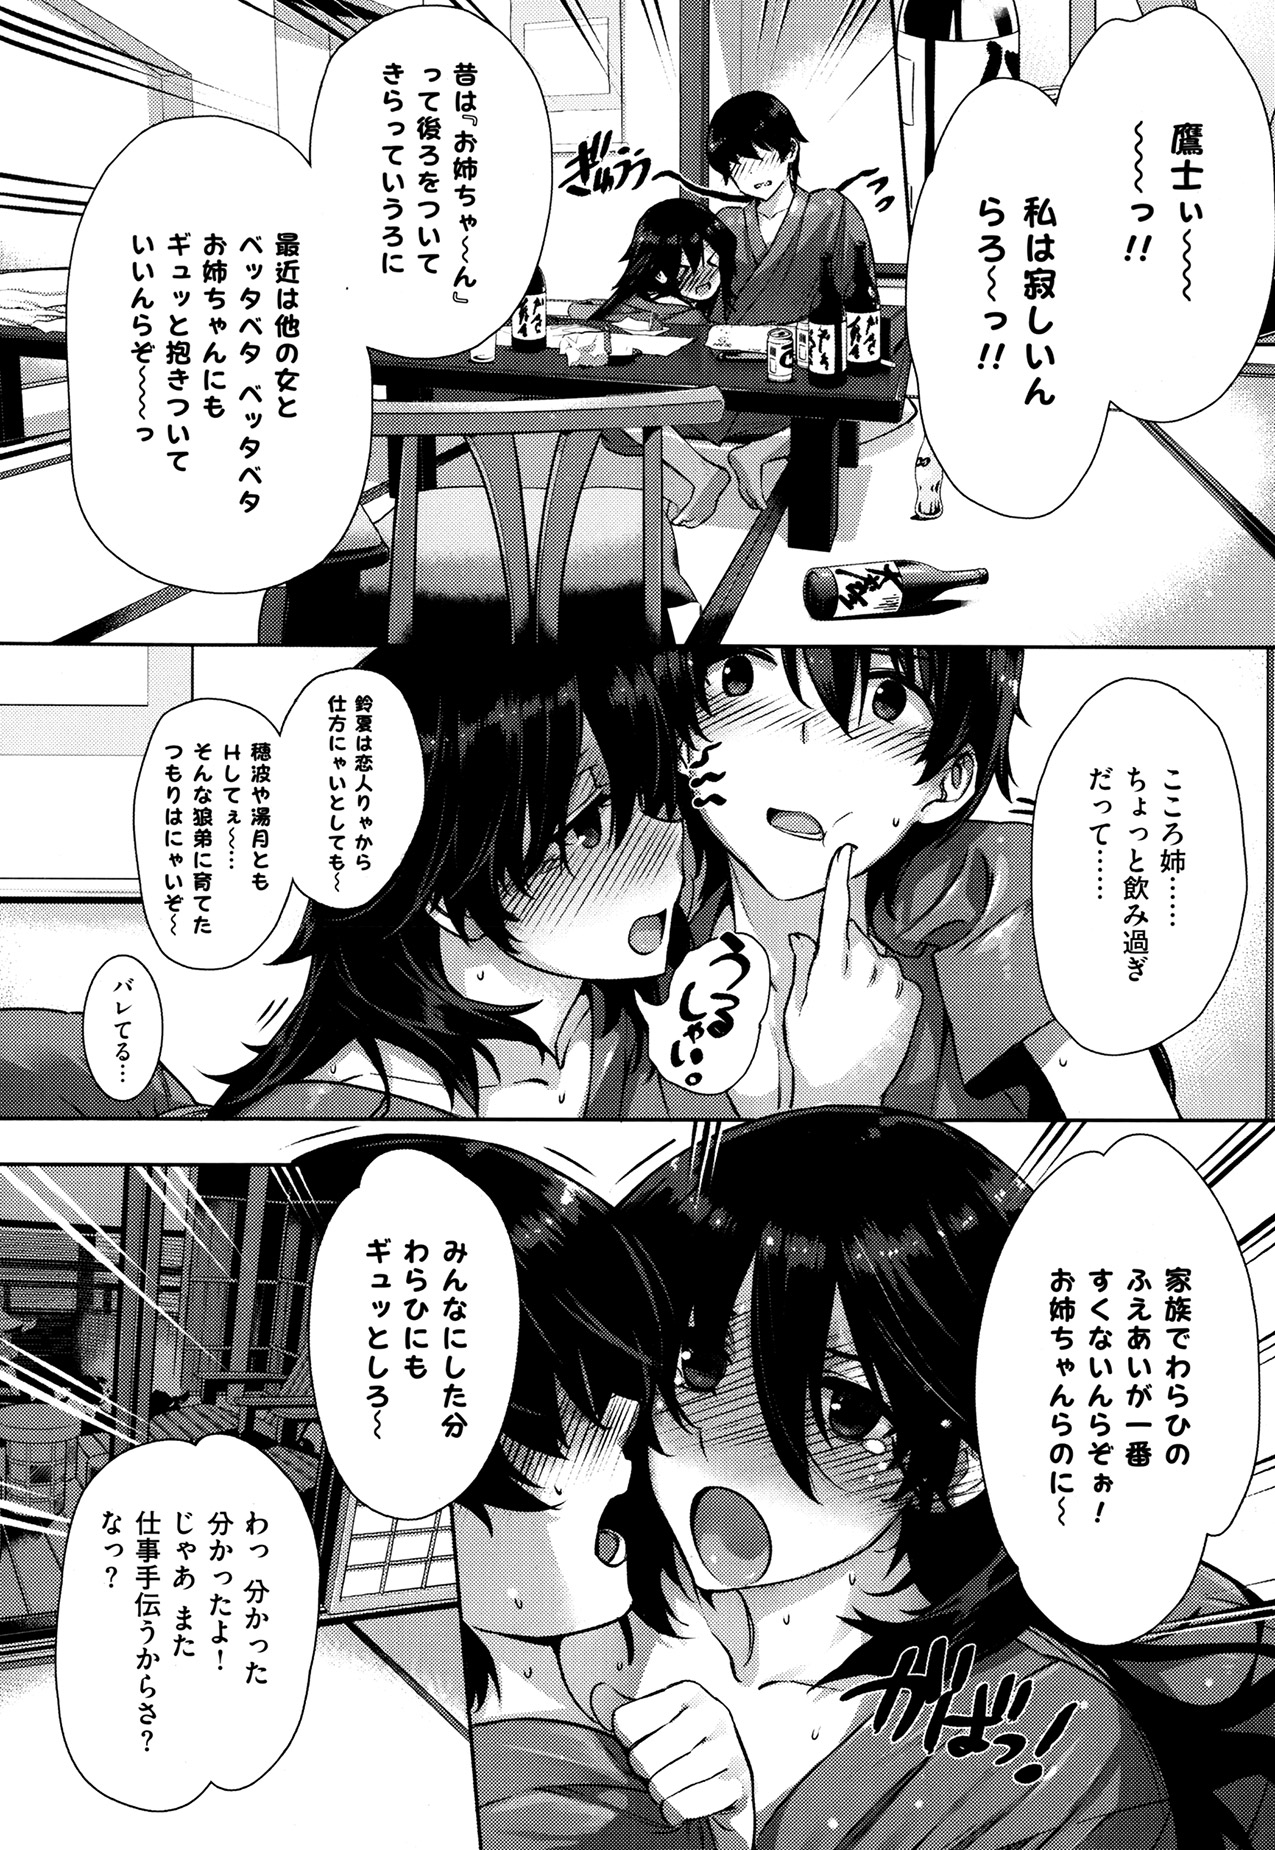 鷹士ぃ〜〜〜
〜〜〜っ!!
私は寂しいん
らろ〜っ!!
ぎゅうう
昔は『お姉ちゃ〜ん』
って後ろをついて
きらっていうろに
最近は他の女と
ベッタベタ ベッタベタ
お姉ちゃんにも
ギュッと抱きついて
いいんらぞ〜〜〜っ
こころ姉……
ちょっと飲み過ぎ
だって……
うるるしゃい。
鈴夏は恋人りゃから
仕方にゃいとしても〜
穂波や湯月とも
Hしてぇ〜…
そんな狼弟に育てた
つもりはにゃいぞ〜
バレてる…
家族でわらひの
ふえあいが一番
すくないんらぞぉ!
お姉ちゃんらのに〜
がばっ!
みんなにした分
わらひにも
ギュッとしろ〜
わっ 分かった
分かったよ!
じゃあ また
仕事手伝うからさ?
なっ?